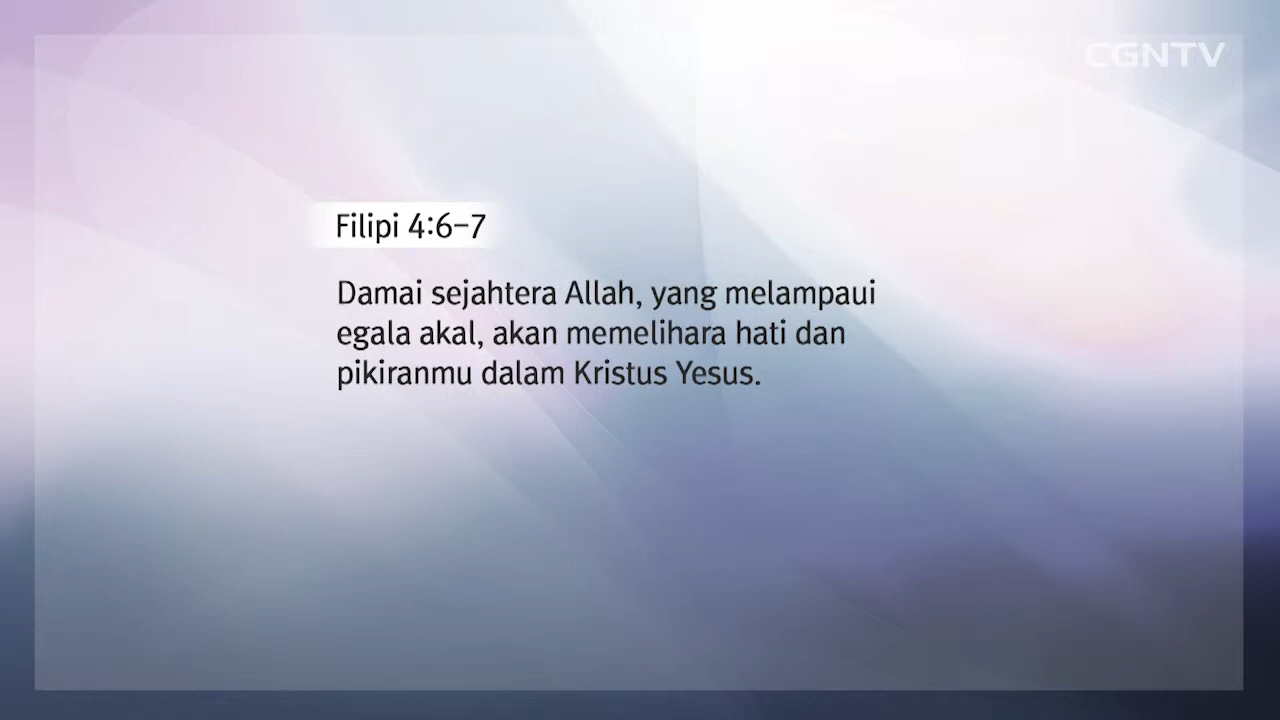 CGNTV
Filipi 4:6–7
Damai sejahtera Allah, yang melampaui
egala akal, akan memelihara hati dan
pikiranmu dalam Kristus Yesus.